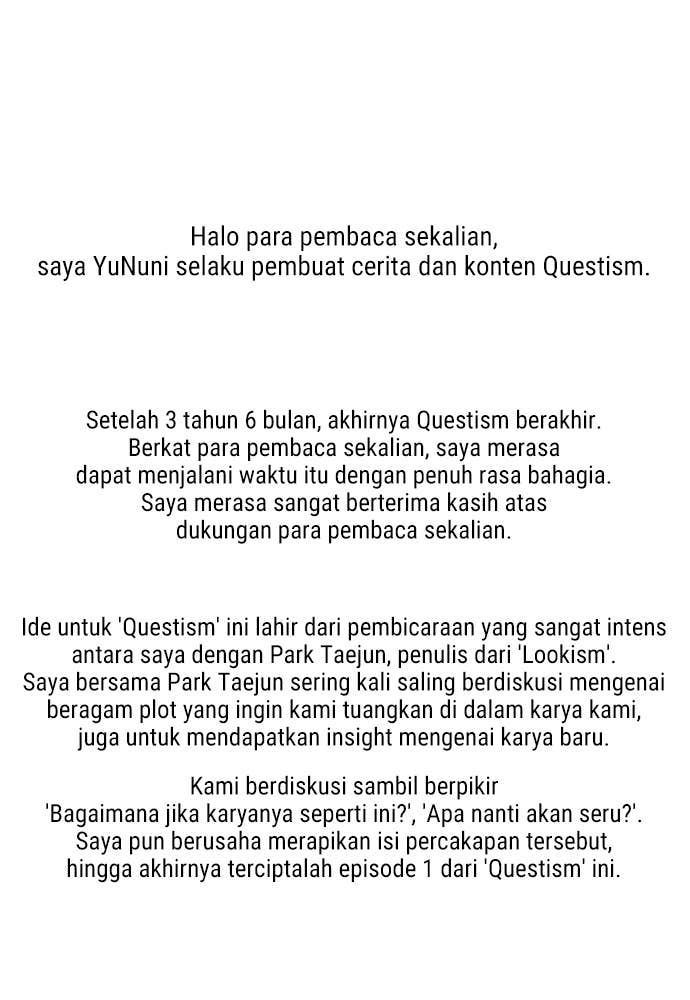 Halo para pembaca sekalian,
saya YuNuni selaku pembuat cerita dan konten Questism.
Setelah 3 tahun 6 bulan, akhirnya Questism berakhir.
Berkat para pembaca sekalian, saya merasa
dapat menjalani waktu itu dengan penuh rasa bahagia.
Saya merasa sangat berterima kasih atas
dukungan para pembaca sekalian.
Ide untuk 'Questism' ini lahir dari pembicaraan yang sangat intens
antara saya dengan Park Taejun, penulis dari 'Lookism'.
Saya bersama Park Taejun sering kali saling berdiskusi mengenai
beragam plot yang ingin kami tuangkan di dalam karya kami,
juga untuk mendapatkan insight mengenai karya baru.
Kami berdiskusi sambil berpikir
'Bagaimana jika karyanya seperti ini?', 'Apa nanti akan seru?'.
Saya pun berusaha merapikan isi percakapan tersebut,
hingga akhirnya terciptalah episode 1 dari 'Questism' ini.